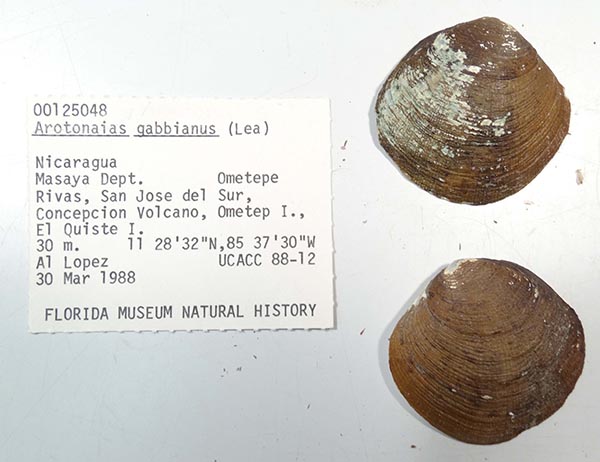 00125048
Arotonaias gabbianus (Lea)
Nicaragua
Masaya Dept. Ometepe
Rivas, San Jose del Sur,
Concepcion Volcano, Ometep I.,
El Quiste I.
30 m. 11 28'32"N,85 37'30"W
Al Lopez UCACC 88-12
30 Mar 1988
FLORIDA MUSEUM NATURAL HISTORY